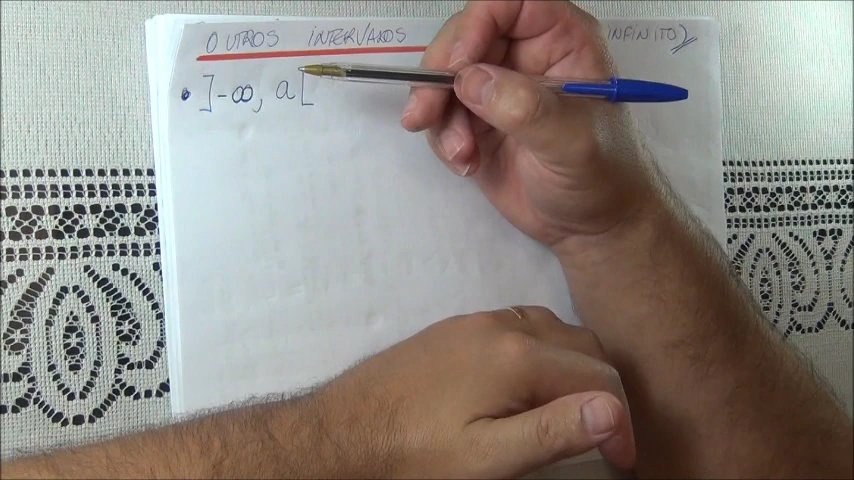 OUTROS INTERVALOS INFINITO)
• ]-∞, a[